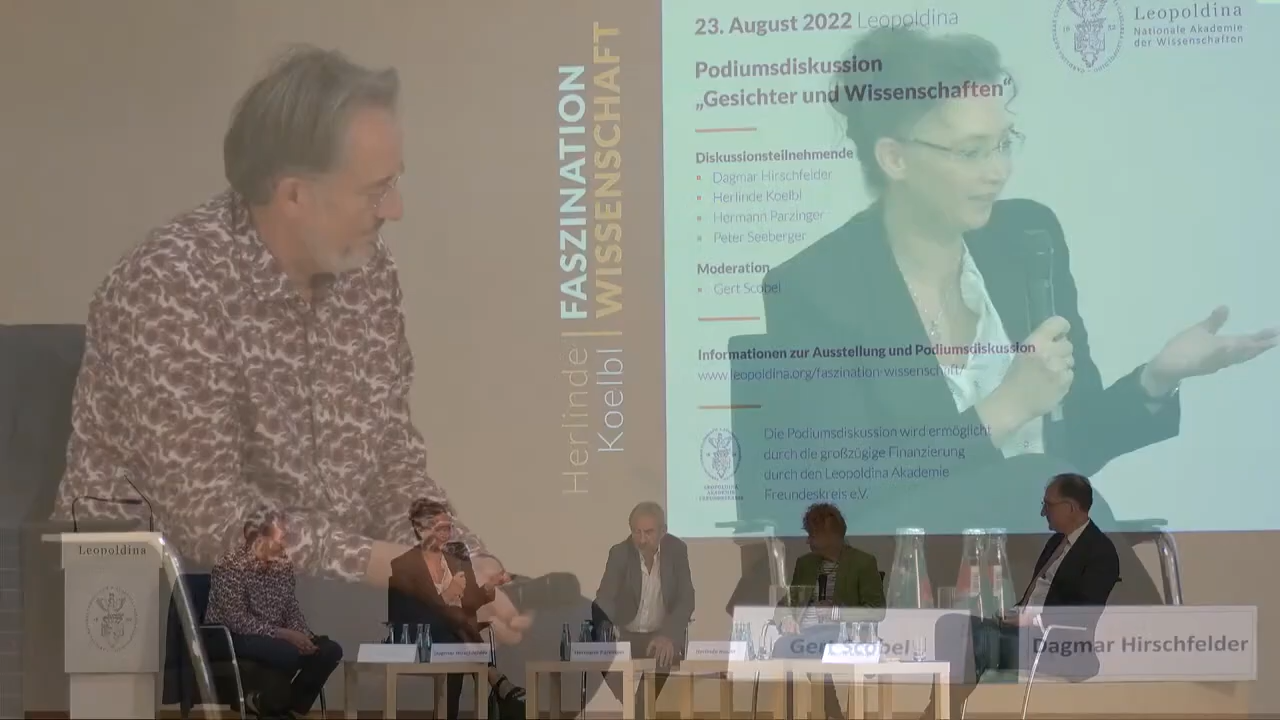 Herlinde | FASZINATION
Koelbl | WISSENSCHAFT
23. August 2022 Leopoldina
Leopoldina
Nationale Akademie
der Wissenschaften
Podiumsdiskussion
„Gesichter und Wissenschaften“
Diskussionsteilnehmende
Dagmar Hirschfelder
Herlinde Koelbl
Hermann Parzinger
Peter Seeberger
Moderation
Gert Scobel
Informationen zur Ausstellung und Podiumsdiskussion
www.leopoldina.org/faszination-wissenschaft/
Die Podiumsdiskussion wird ermöglicht
durch die großzügige Finanzierung
durch den Leopoldina Akademie
Freundeskreis e.V.
Leopoldina
Gert Scobel
Dagmar Hirschfelder